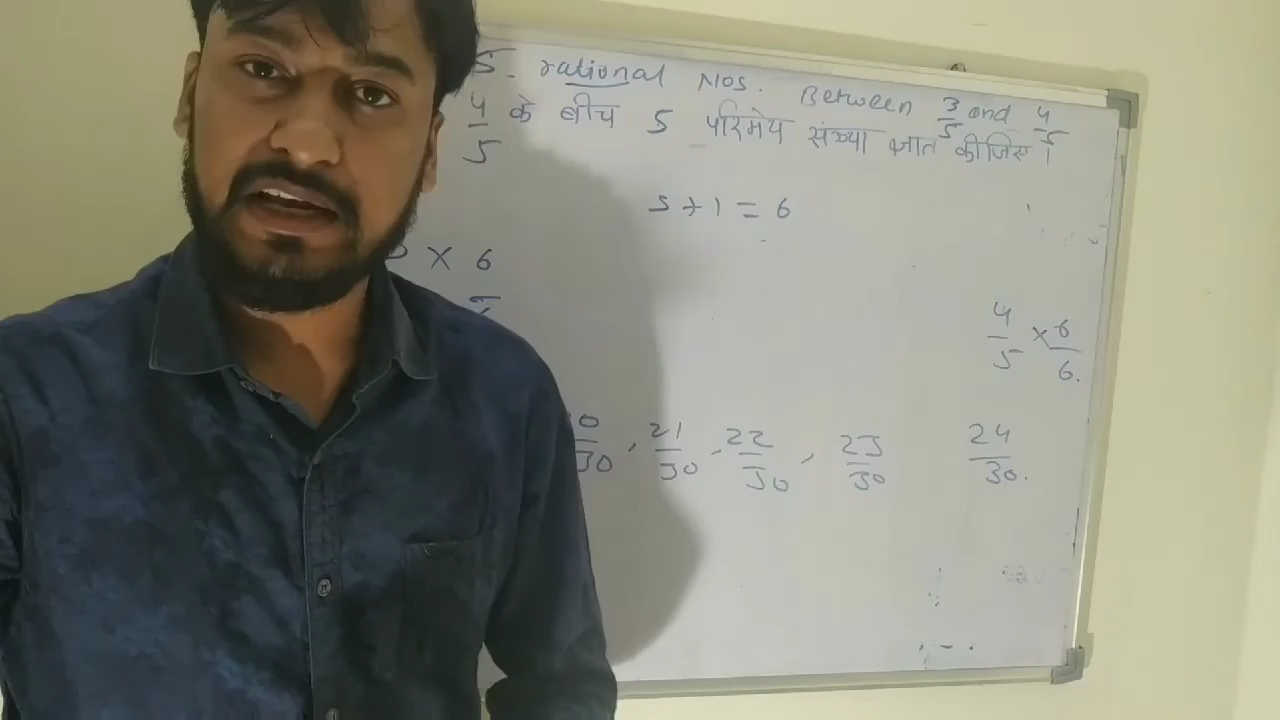 5. rational Nos. Between 3/5 and 4/5
4/5 के बीच 5 परिमेय संख्या ज्ञात कीजिए ।
5 + 1 = 6
× 6
4/5 × 6/6.
0/30, 21/30, 22/30, 23/30 24/30.